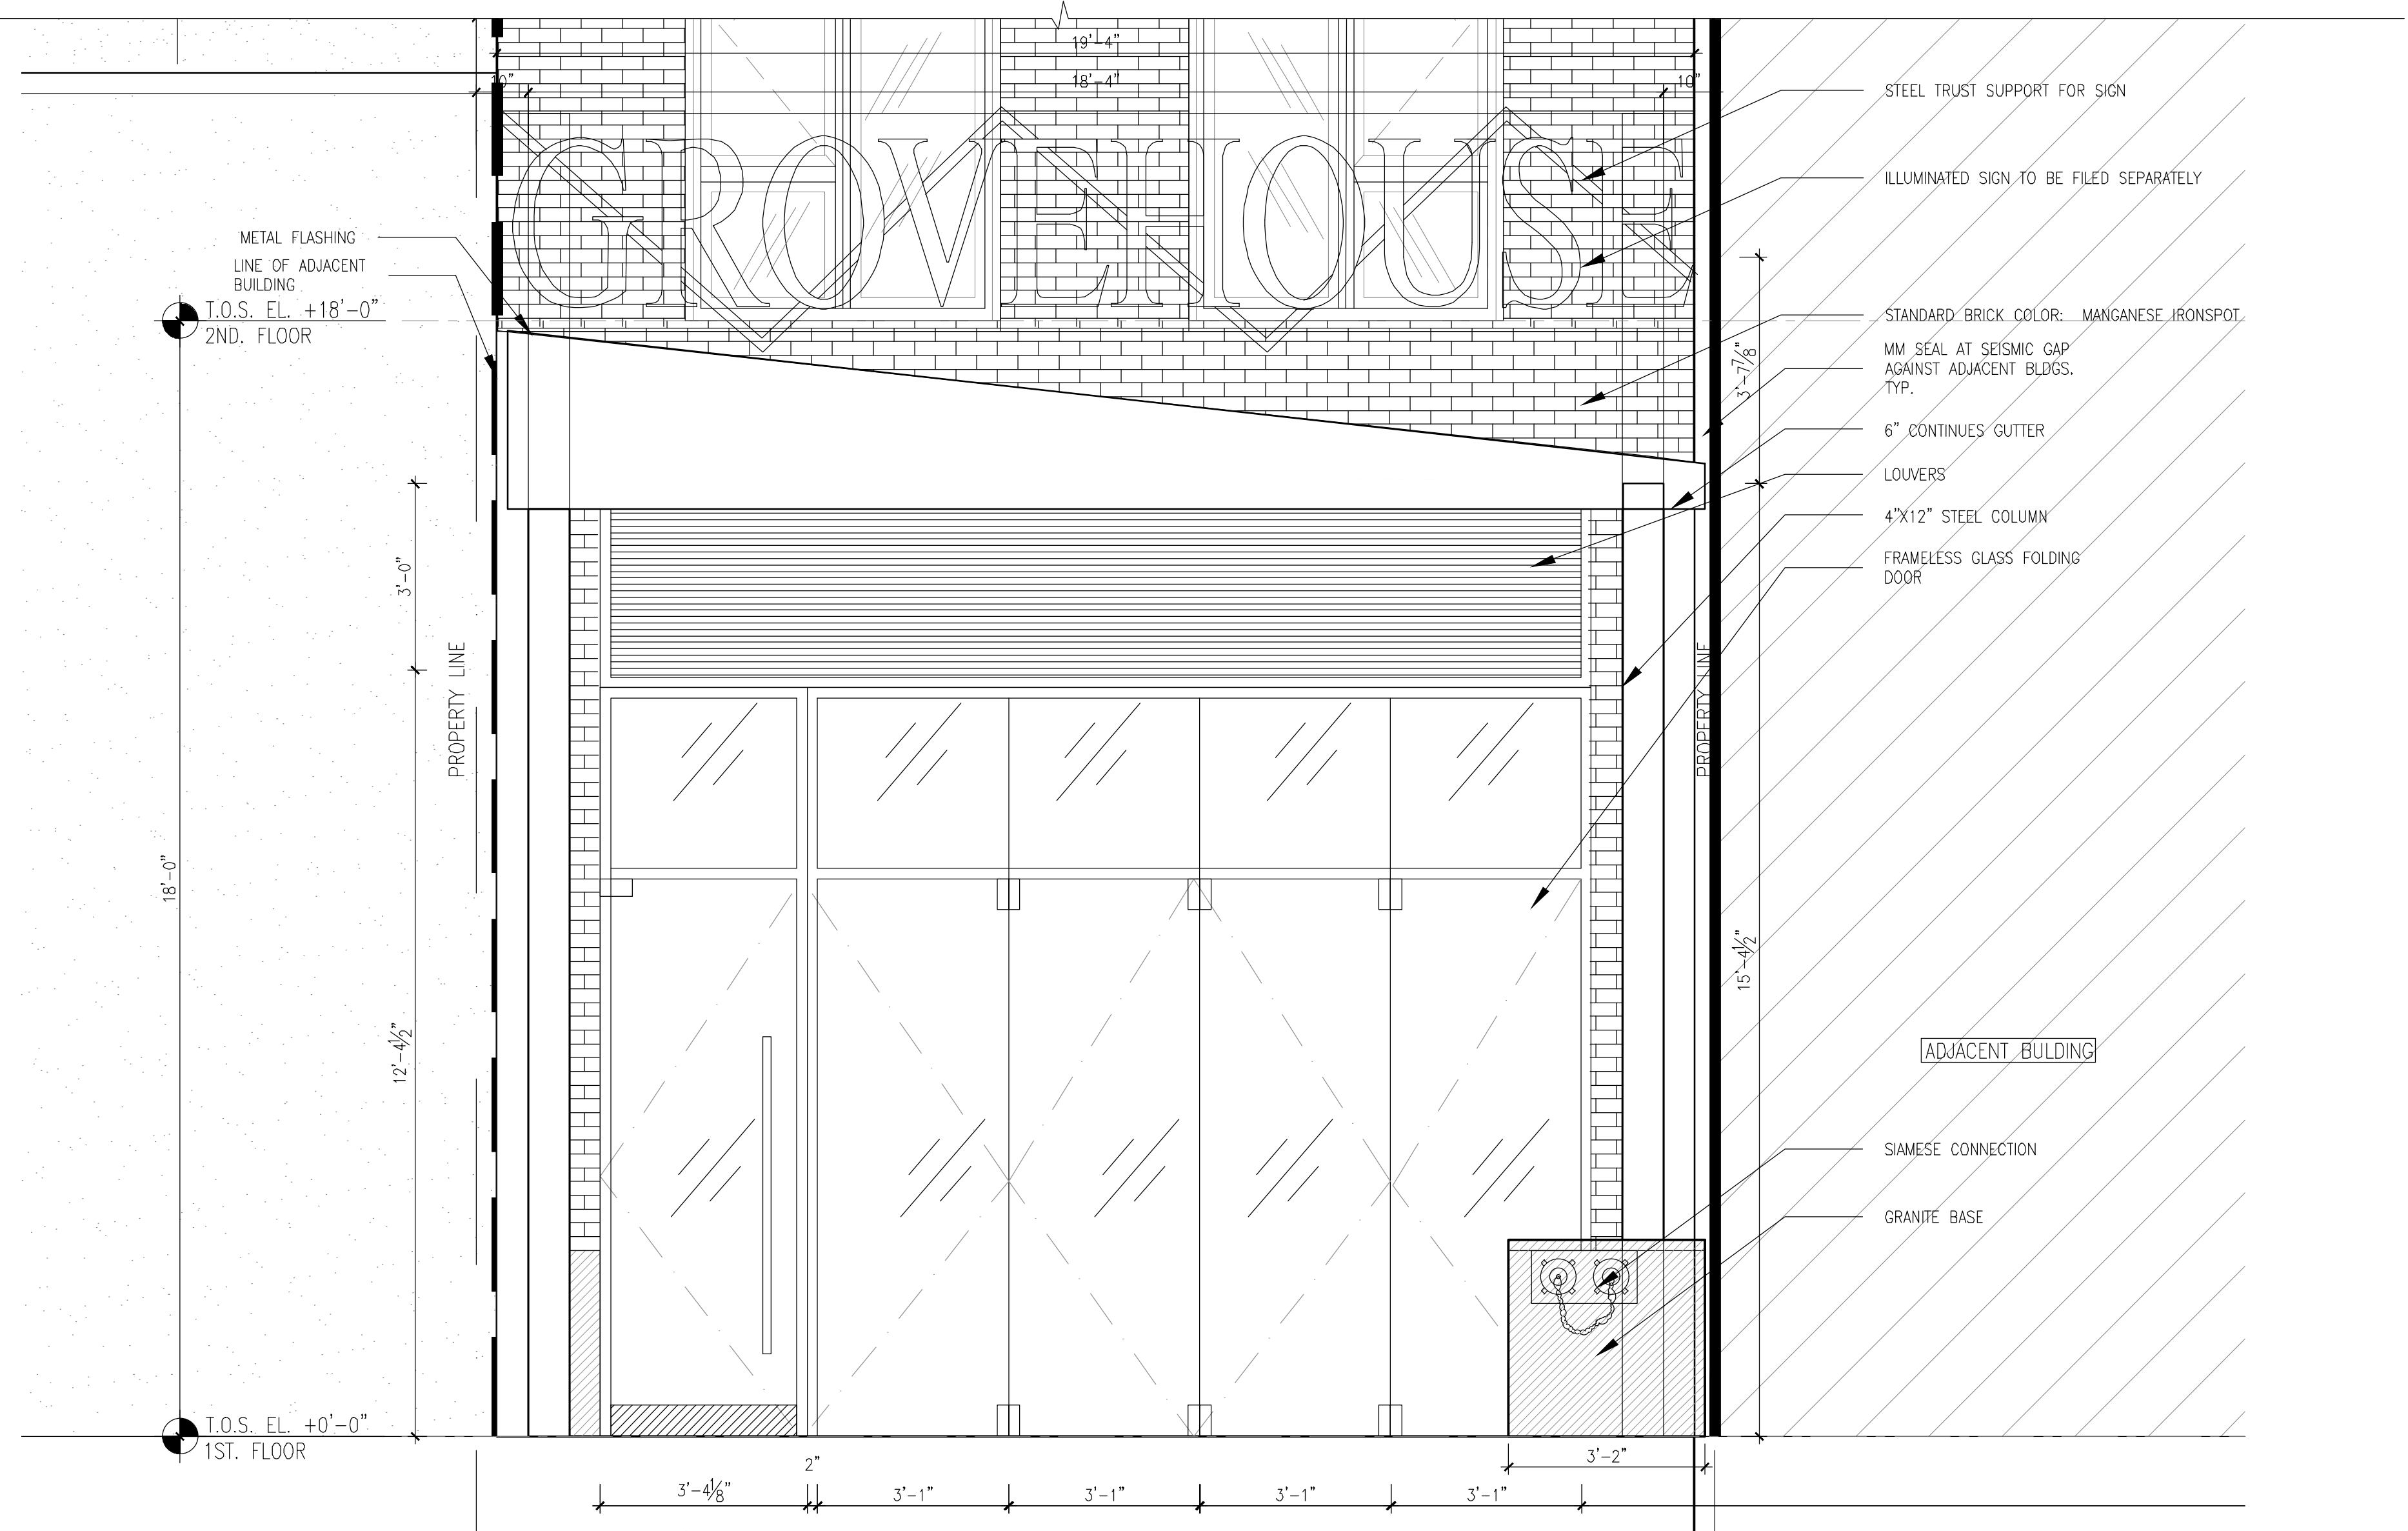 19'-4"
10"
18'-4"
10"
STEEL TRUST SUPPORT FOR SIGN
GROVEHOUSE
ILLUMINATED SIGN TO BE FILED SEPARATELY
METAL FLASHING
LINE OF ADJACENT
BUILDING
T.O.S. EL. +18'-0"
2ND. FLOOR
STANDARD BRICK COLOR: MANGANESE IRONSPOT
3'-7⅞"
MM SEAL AT SEISMIC GAP
AGAINST ADJACENT BLDGS.
TYP.
6" CONTINUES GUTTER
LOUVERS
4"X12" STEEL COLUMN
FRAMELESS GLASS FOLDING
DOOR
3'-0"
PROPERTY LINE
PROPERTY LINE
18'-0"
12'-4½"
15'-4½"
ADJACENT BULDING
SIAMESE CONNECTION
GRANITE BASE
T.O.S. EL. +0'-0"
1ST. FLOOR
3'-2"
2"
3'-4⅛"
3'-1"
3'-1"
3'-1"
3'-1"